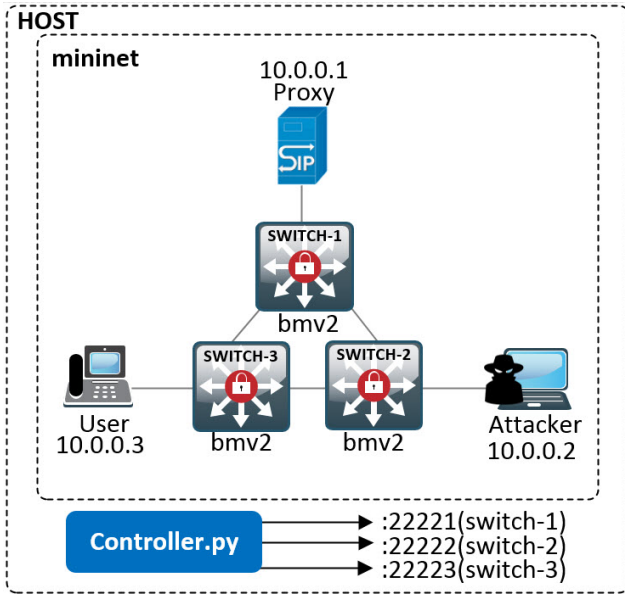 HOST
mininet
10.0.0.1
Proxy
SIP
SWITCH-1
bmv2
SWITCH-3
SWITCH-2
bmv2
bmv2
User
10.0.0.3
Attacker
10.0.0.2
Controller.py
:22221(switch-1)
:22222(switch-2)
:22223(switch-3)